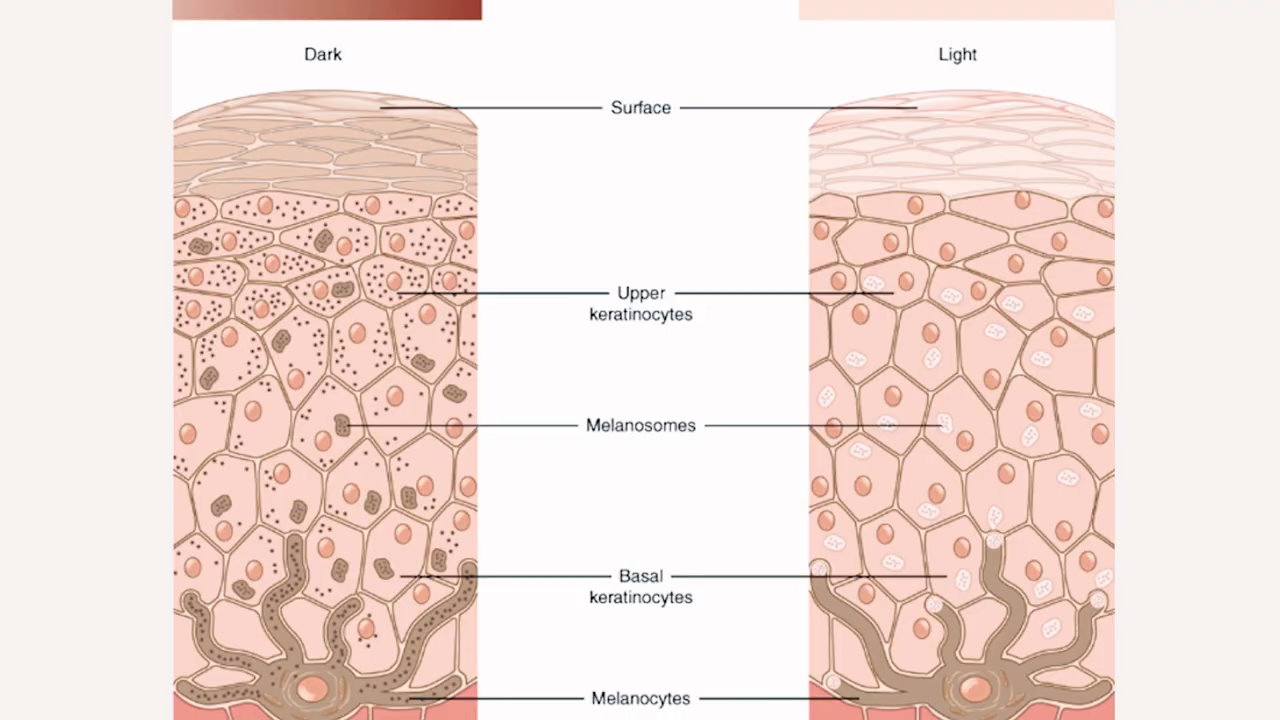 Dark
Light
Surface
Upper
keratinocytes
Melanosomes
Basal
keratinocytes
Melanocytes